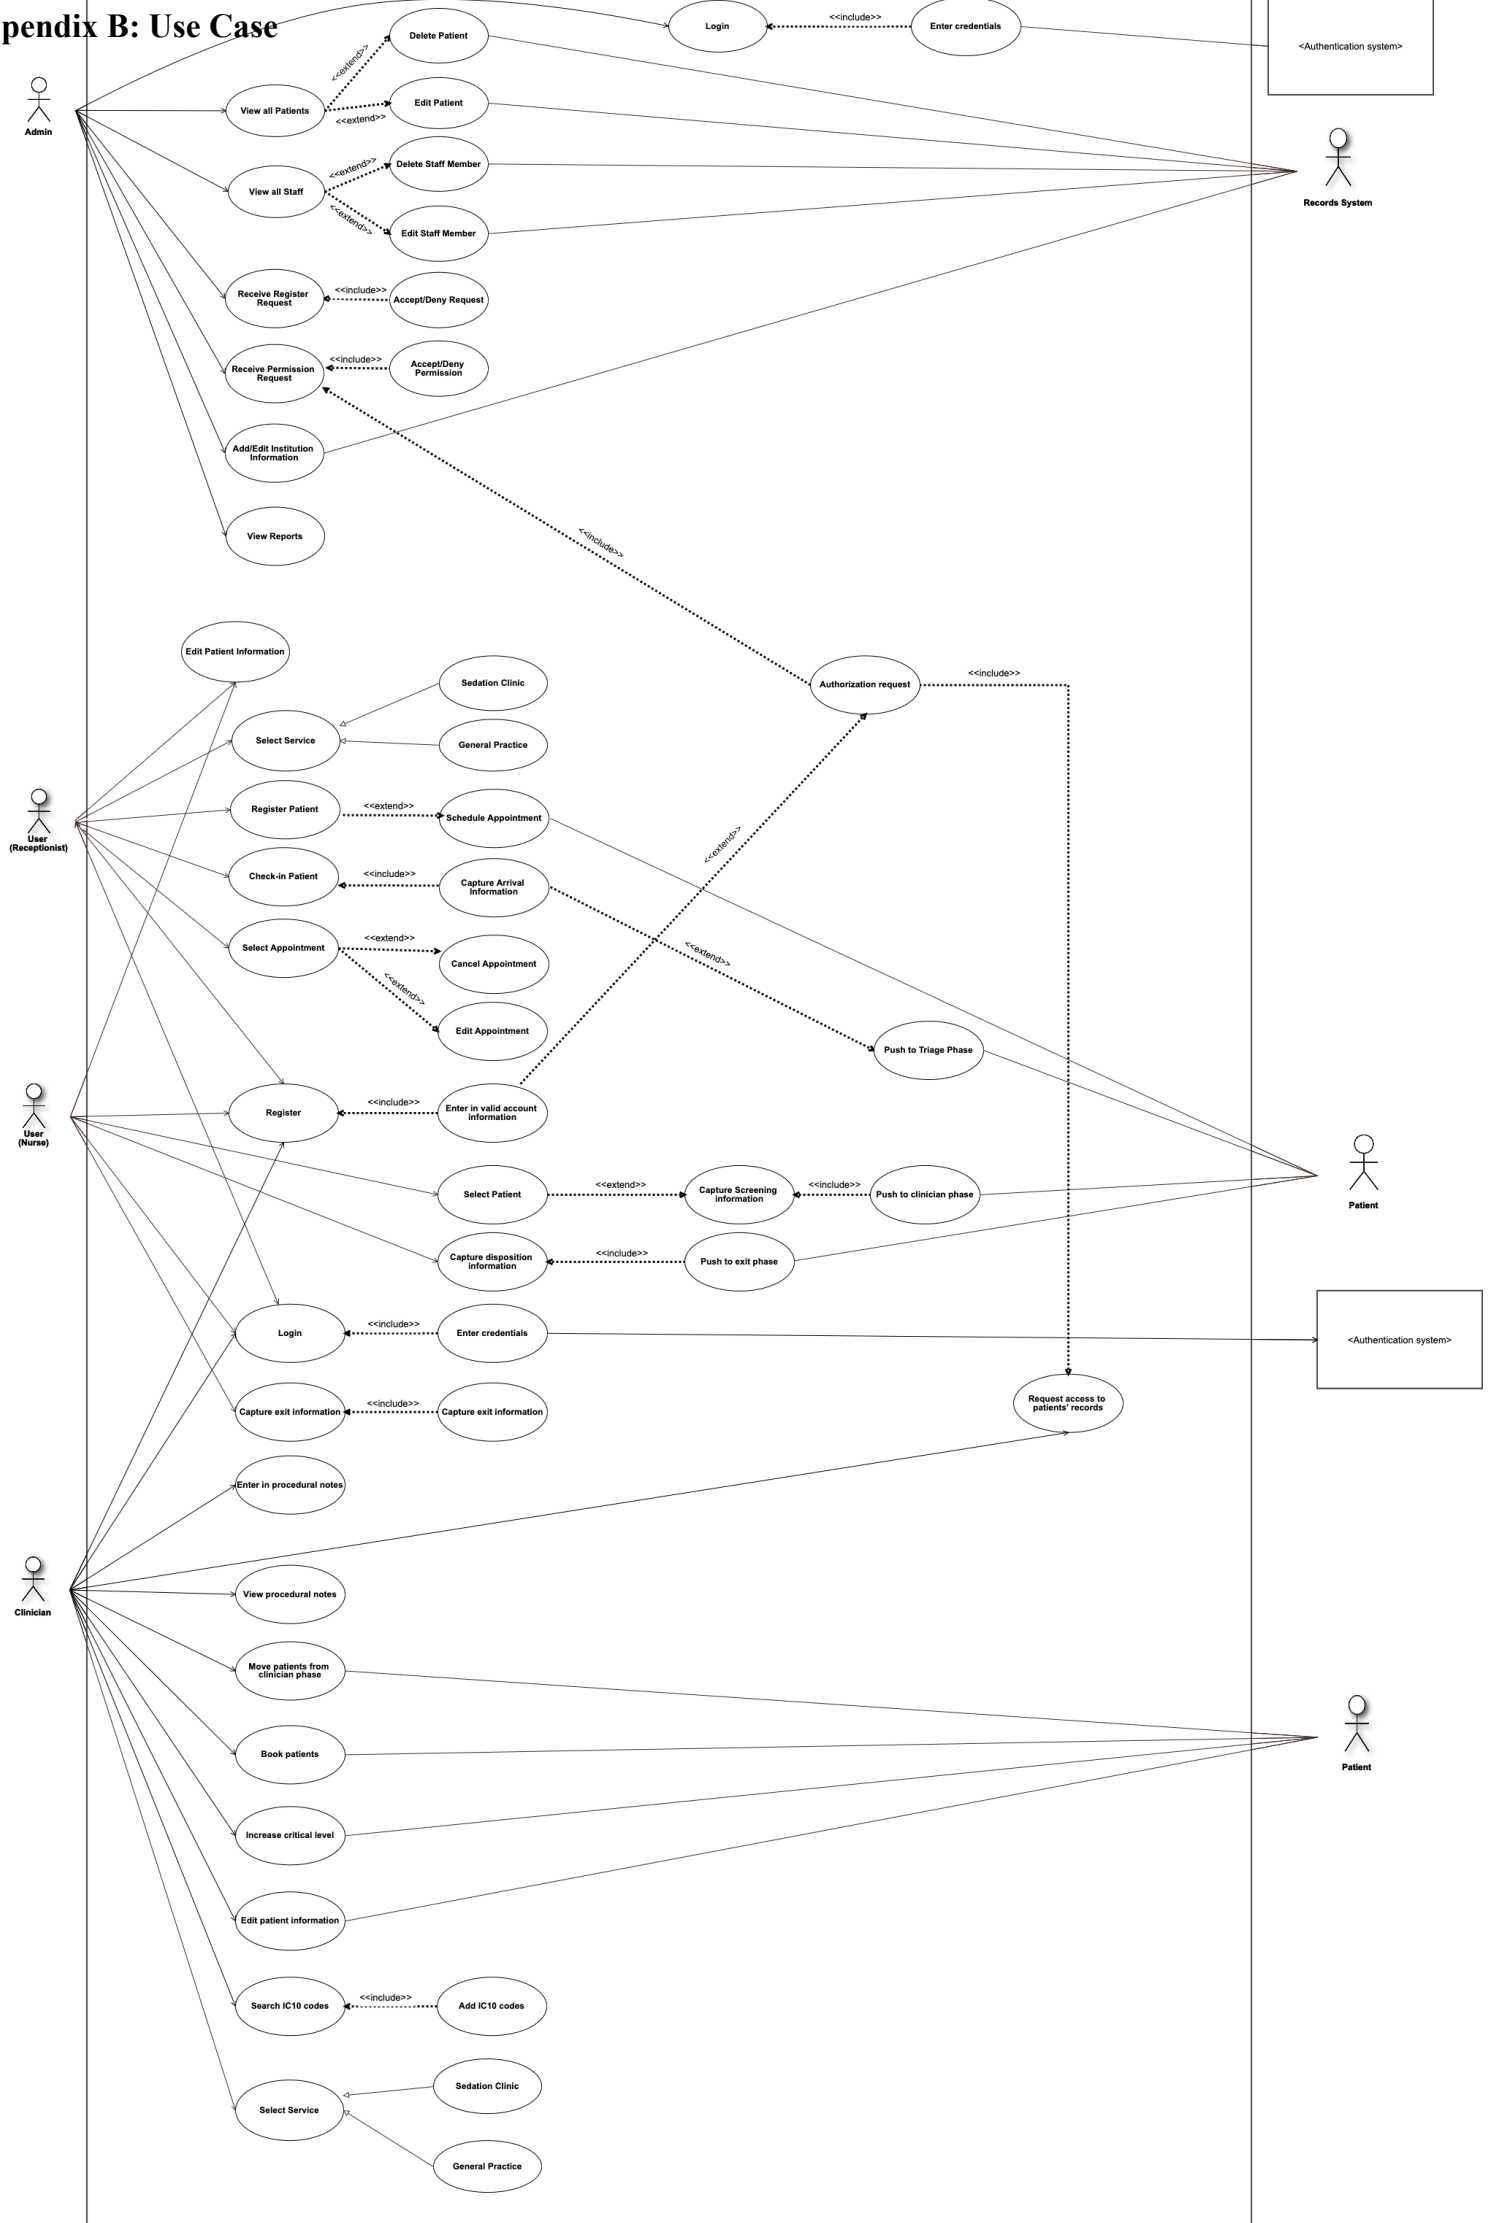 pendix B: Use Case
Login
<<include>>
Enter credentials
<Authentication system>
Delete Patient
<<extend>>
Admin
View all Patients
Edit Patient
<<extend>>
Records System
View all Staff
<<extend>>
Delete Staff Member
<<extend>>
Edit Staff Member
Receive Register
Request
<<include>>
Accept/Deny Request
Receive Permission
Request
<<include>>
Accept/Deny
Permission
Add/Edit Institution
Information
View Reports
<<include>>
Edit Patient Information
Sedation Clinic
Authorization request
<<include>>
Select Service
General Practice
User
(Receptionist)
Register Patient
<<extend>>
Schedule Appointment
<<extend>>
Check-in Patient
<<include>>
Capture Arrival
Information
Select Appointment
<<extend>>
Cancel Appointment
<<extend>>
<<extend>>
Edit Appointment
Push to Triage Phase
User
(Nurse)
Register
<<include>>
Enter in valid account
information
Select Patient
<<extend>>
Capture Screening
information
<<include>>
Push to clinician phase
Patient
Capture disposition
information
<<include>>
Push to exit phase
Login
<<include>>
Enter credentials
<Authentication system>
Capture exit information
<<include>>
Capture exit information
Request access to
patients' records
Enter in procedural notes
Clinician
View procedural notes
Move patients from
clinician phase
Book patients
Patient
Increase critical level
Edit patient information
Search IC10 codes
<<include>>
Add IC10 codes
Sedation Clinic
Select Service
General Practice